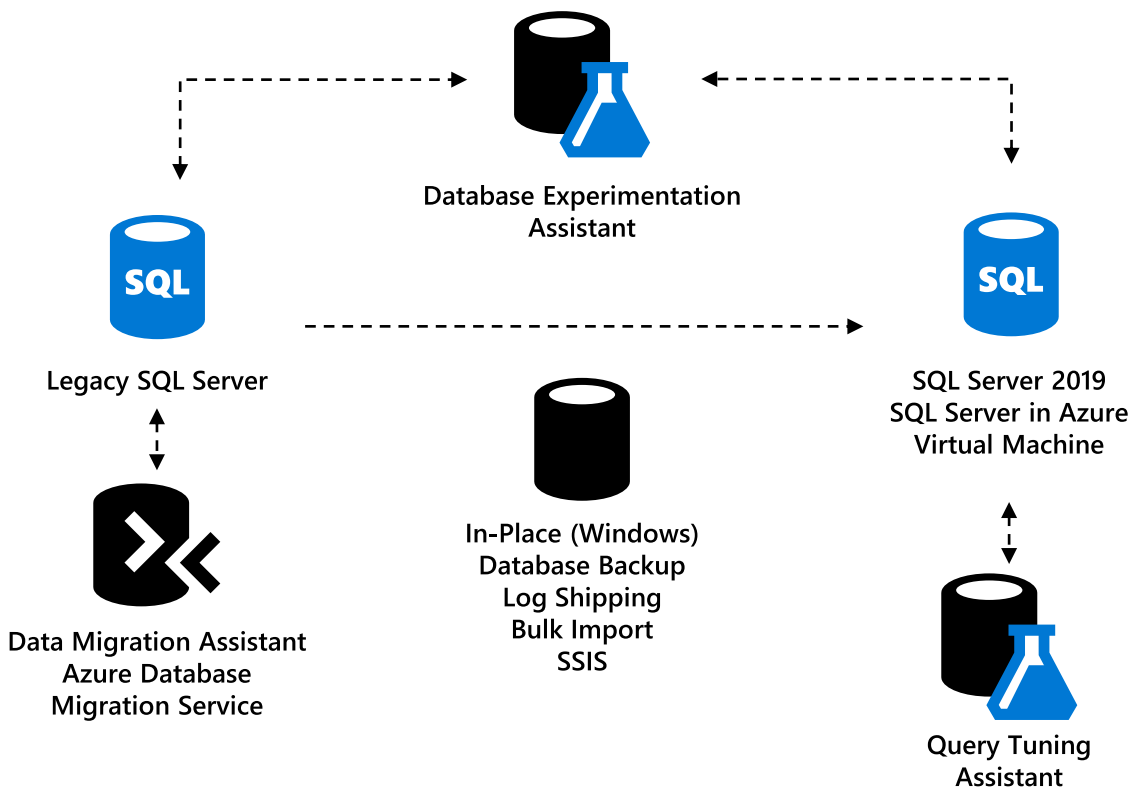 Database Experimentation
Assistant
SQL
SQL
Legacy SQL Server
SQL Server 2019
SQL Server in Azure
Virtual Machine
In-Place (Windows)
Database Backup
Log Shipping
Bulk Import
SSIS
Data Migration Assistant
Azure Database
Migration Service
Query Tuning
Assistant